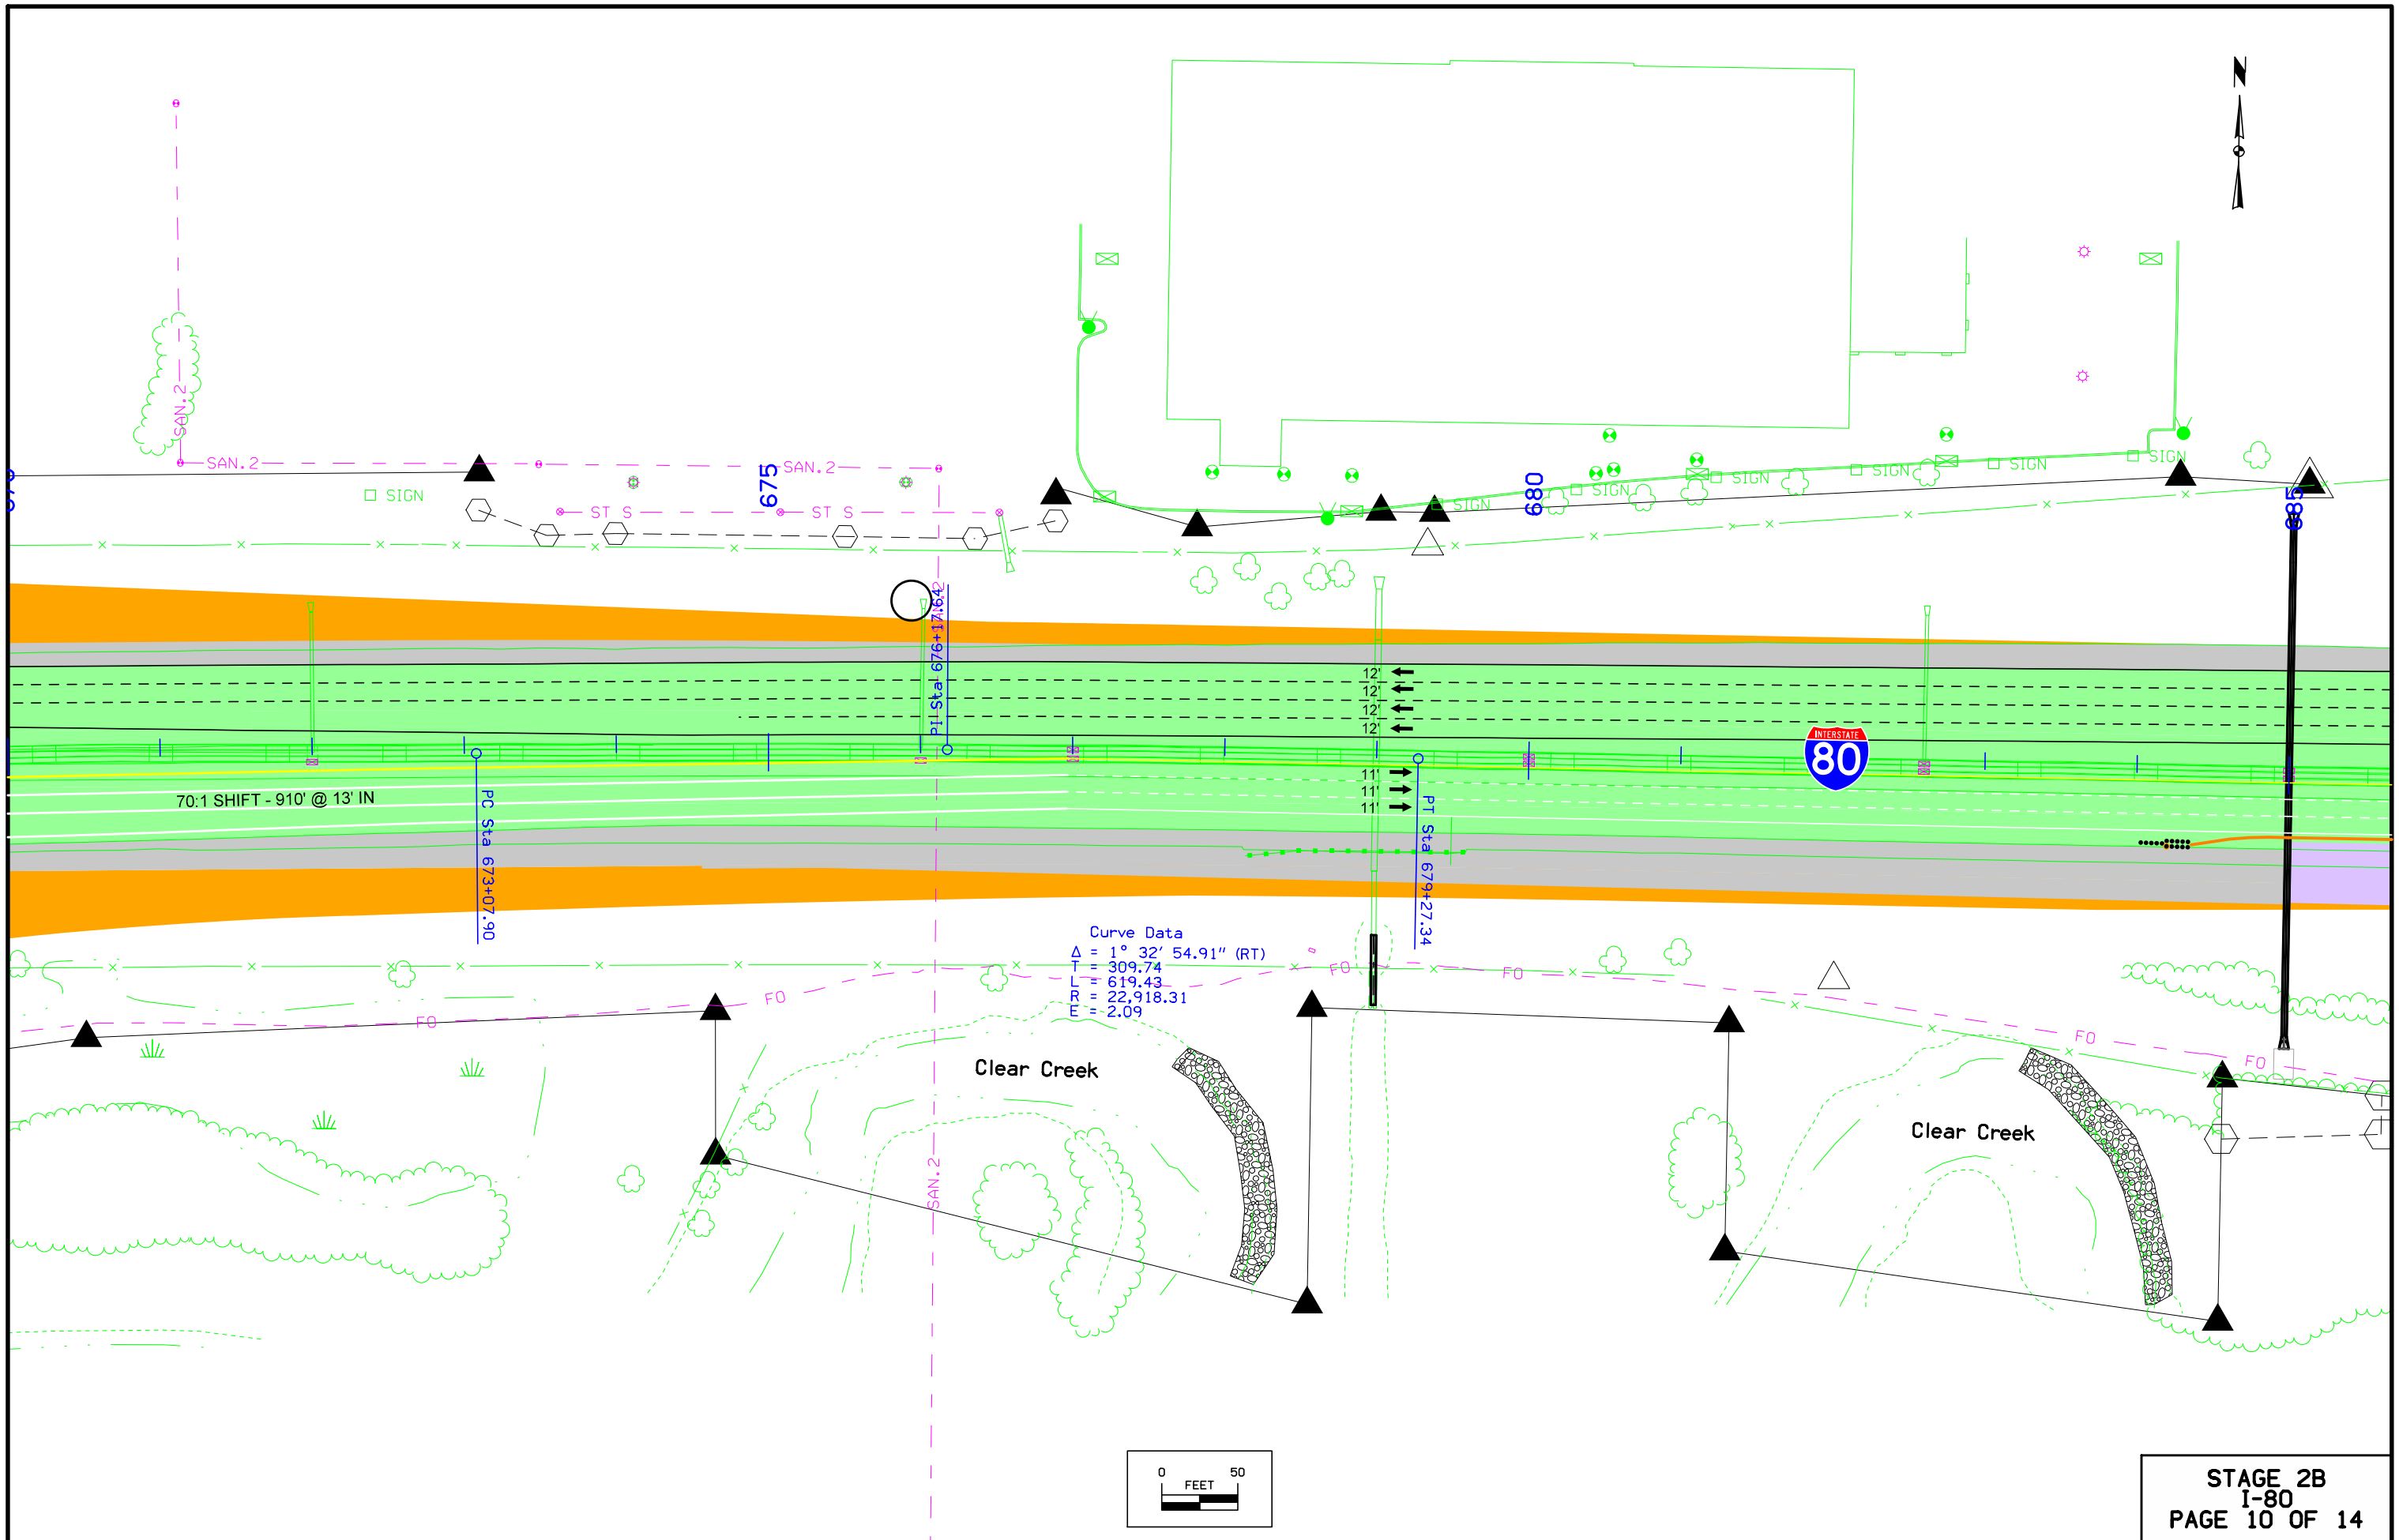 N
SAN.2
SAN.2
SAN.2
SIGN
ST S
ST S
675
680
685
SIGN
SIGN
SIGN
SIGN
SIGN
SIGN
PI Sta 676+17.64
12'
12'
12'
12'
INTERSTATE
80
11'
11'
11'
70:1 SHIFT - 910' @ 13' IN
PC Sta 673+07.90
PT Sta 679+27.34
Curve Data
Δ = 1° 32' 54.91" (RT)
T = 309.74
L = 619.43
R = 22,918.31
E = 2.09
FO
FO
FO
FO
FO
FO
Clear Creek
Clear Creek
SAN.2
0 50
FEET
STAGE 2B
I-80
PAGE 10 OF 14